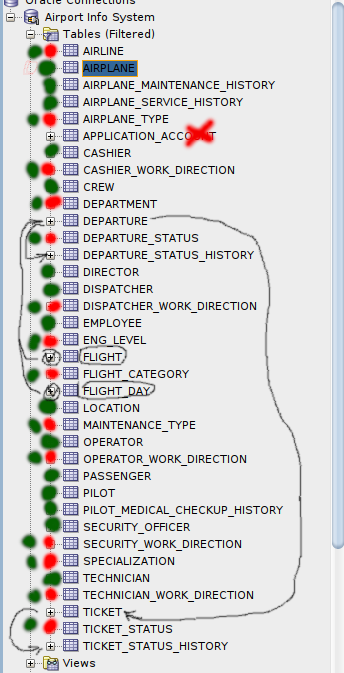 Oracle Connections
Airport Info System
Tables (Filtered)
AIRLINE
AIRPLANE
AIRPLANE_MAINTENANCE_HISTORY
AIRPLANE_SERVICE_HISTORY
AIRPLANE_TYPE
APPLICATION_ACCOUNT
CASHIER
CASHIER_WORK_DIRECTION
CREW
DEPARTMENT
DEPARTURE
DEPARTURE_STATUS
DEPARTURE_STATUS_HISTORY
DIRECTOR
DISPATCHER
DISPATCHER_WORK_DIRECTION
EMPLOYEE
ENG_LEVEL
FLIGHT
FLIGHT_CATEGORY
FLIGHT_DAY
LOCATION
MAINTENANCE_TYPE
OPERATOR
OPERATOR_WORK_DIRECTION
PASSENGER
PILOT
PILOT_MEDICAL_CHECKUP_HISTORY
SECURITY_OFFICER
SECURITY_WORK_DIRECTION
SPECIALIZATION
TECHNICIAN
TECHNICIAN_WORK_DIRECTION
TICKET
TICKET_STATUS
TICKET_STATUS_HISTORY
Views